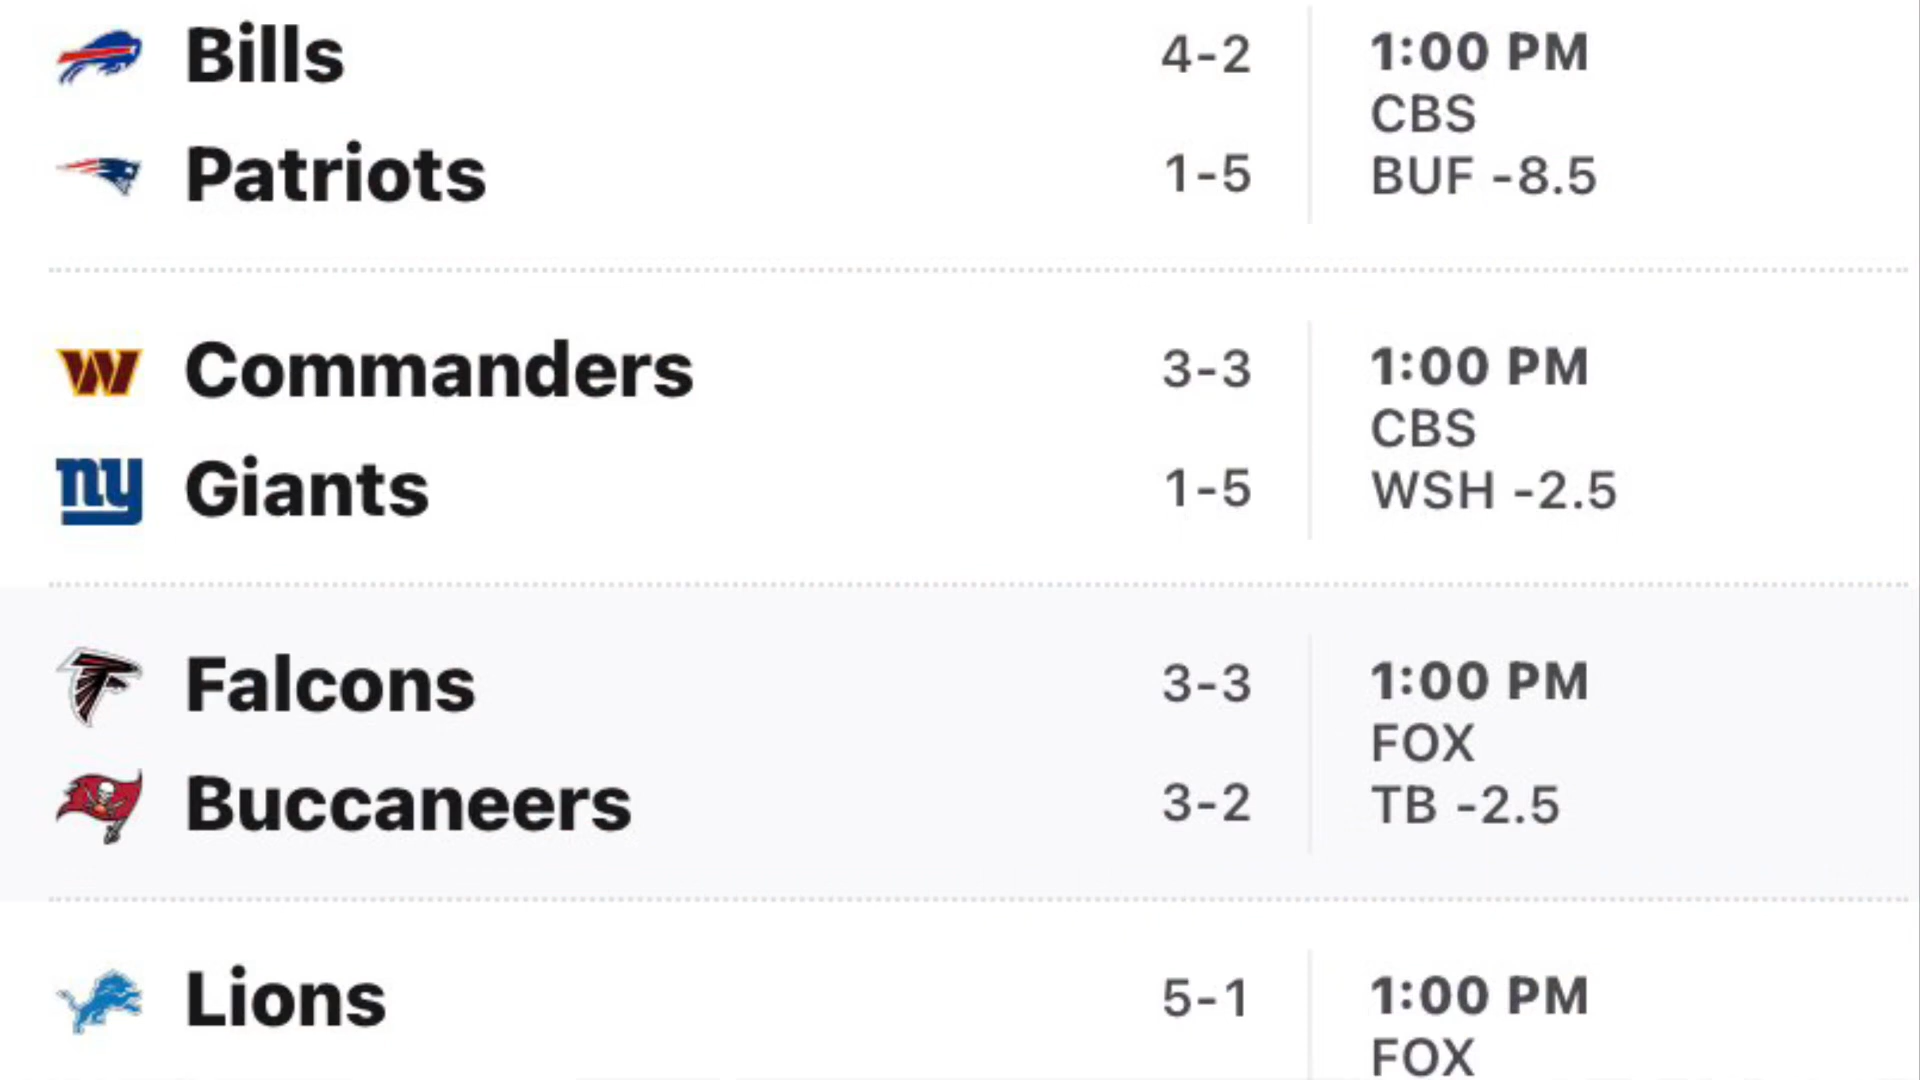 Bills 4-2 1:00 PM
CBS
Patriots 1-5 BUF -8.5
Commanders 3-3 1:00 PM
CBS
Giants 1-5 WSH -2.5
Falcons 3-3 1:00 PM
FOX
Buccaneers 3-2 TB -2.5
Lions 5-1 1:00 PM
FOX